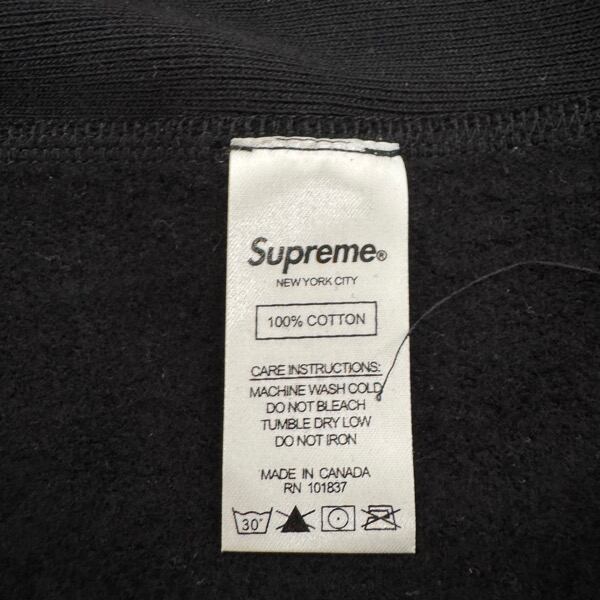 Supreme®
NEW YORK CITY
100% COTTON
CARE INSTRUCTIONS:
MACHINE WASH COLD
DO NOT BLEACH
TUMBLE DRY LOW
DO NOT IRON
MADE IN CANADA
RN 101837
30°